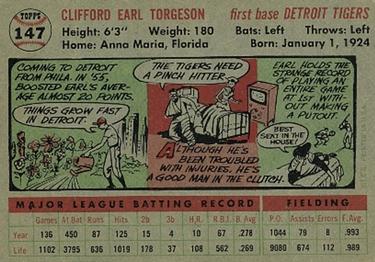 TOPPS
147
CLIFFORD EARL TORGESON
first base DETROIT TIGERS
Height: 6'3" Weight: 180 Bats: Left Throws: Left
Home: Anna Maria, Florida Born: January 1, 1924
COMING TO DETROIT
FROM PHILA. IN '55,
BOOSTED EARL'S AVER-
AGE ALMOST 20 POINTS.
THINGS GROW FAST
IN DETROIT.
THE TIGERS NEED
A PINCH HITTER.
ALTHOUGH HE'S
BEEN TROUBLED
WITH INJURIES, HE'S
A GOOD MAN IN THE CLUTCH.
EARL HOLDS THE
STRANGE RECORD OF
PLAYING AN ENTIRE
GAME AT 1ST WITH-
OUT MAKING A
PUTOUT.
BEST
SEAT IN THE
HOUSE!
MAJOR LEAGUE BATTING RECORD FIELDING
Games At Bat Runs Hits 2b 3b H.R. R.B.I. B. Avg. P.O. Assists Errors F. Avg.
Year 136 450 87 125 15 2 10 67 .278 1044 79 8 .993
Life 1102 3795 636 1015 167 20 108 562 .269 9080 674 112 .989